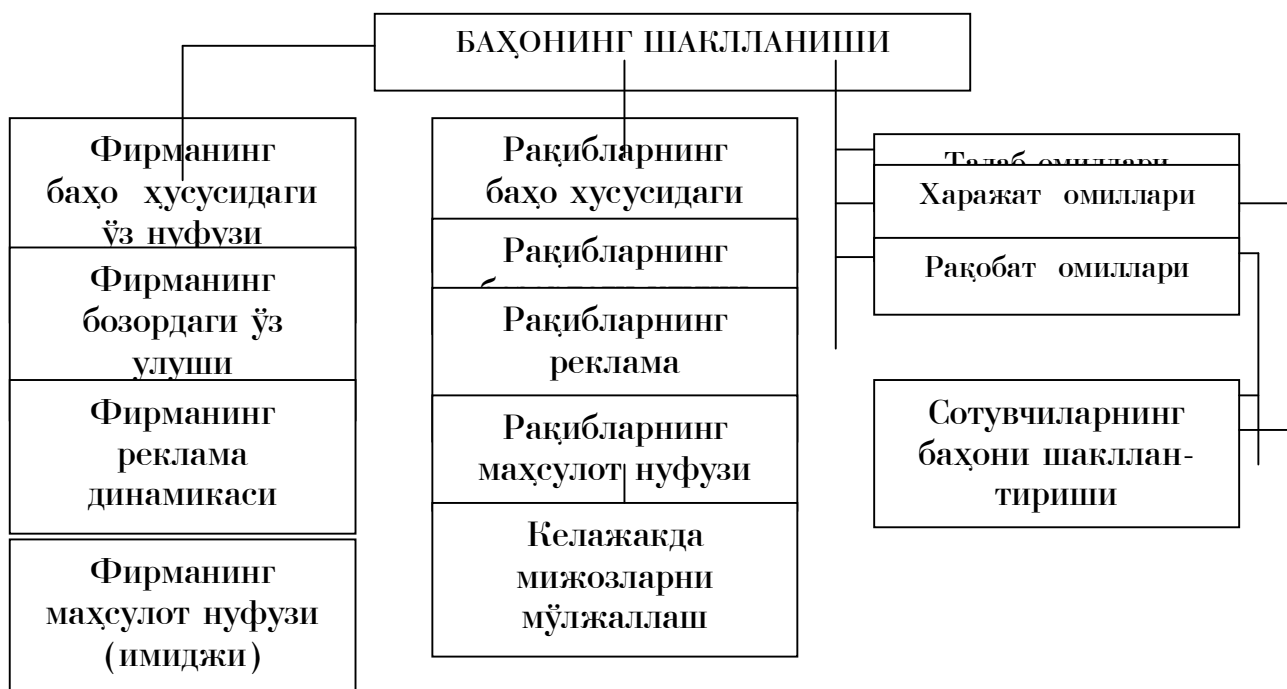 БАҲОНИНГ ШАКЛЛАНИШИ
Фирманинг
баҳо ҳусусидаги
ўз нуфузи
Фирманинг
бозордаги ўз
улуши
Фирманинг
реклама
динамикаси
Фирманинг
маҳсулот нуфузи
(имиджи)
Рақибларнинг
баҳо хусусидаги
Рақибларнинг
Рақибларнинг
реклама
Рақибларнинг
маҳсулот нуфузи
Келажакда
мижозларни
мўлжаллаш
Талаб омиллари
Харажат омиллари
Рақобат омиллари
Сотувчиларнинг
баҳони шакллан-
тириши